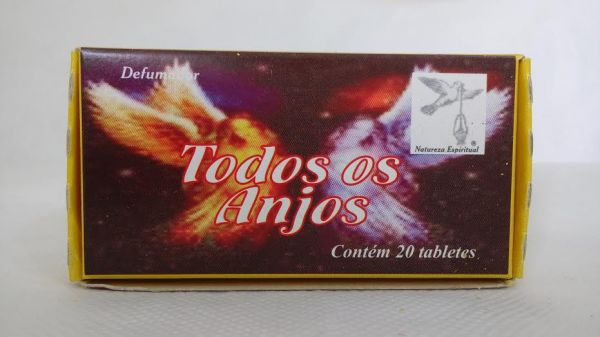 Defumador
Natureza Espiritual
®
Todos os
Anjos
Contém 20 tabletes